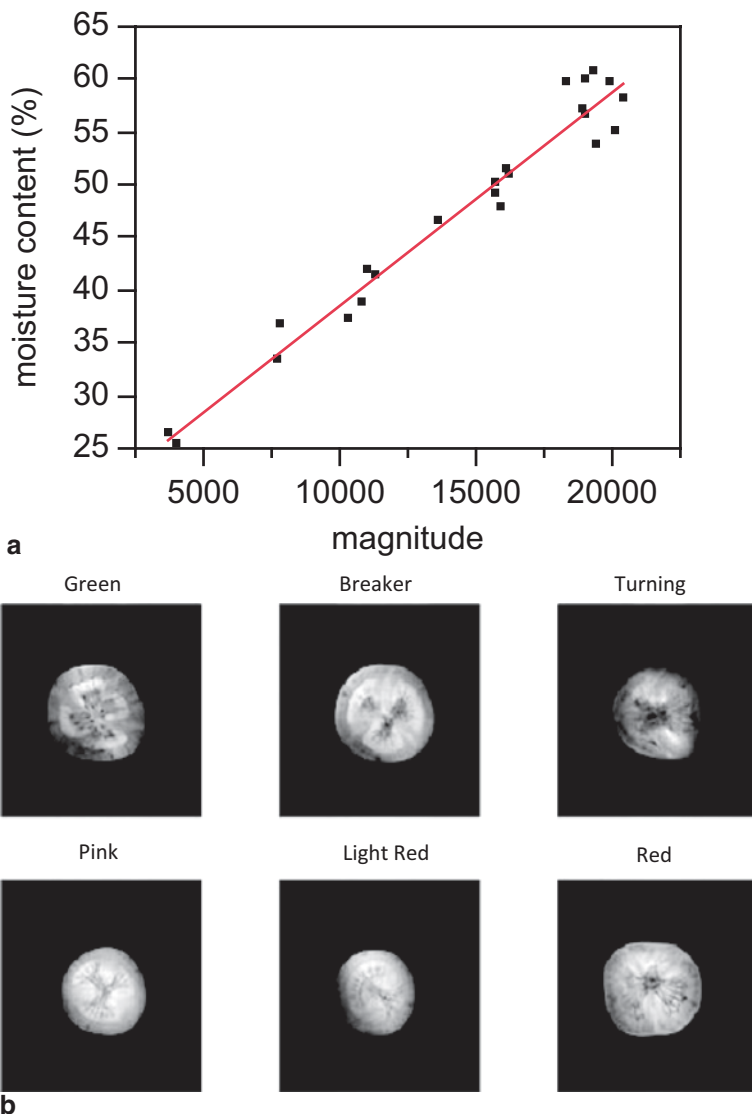 65
60
55
50
45
40
35
30
25
moisture content (%)
5000 10000 15000 20000
magnitude
a
Green Breaker Turning
Pink Light Red Red
b